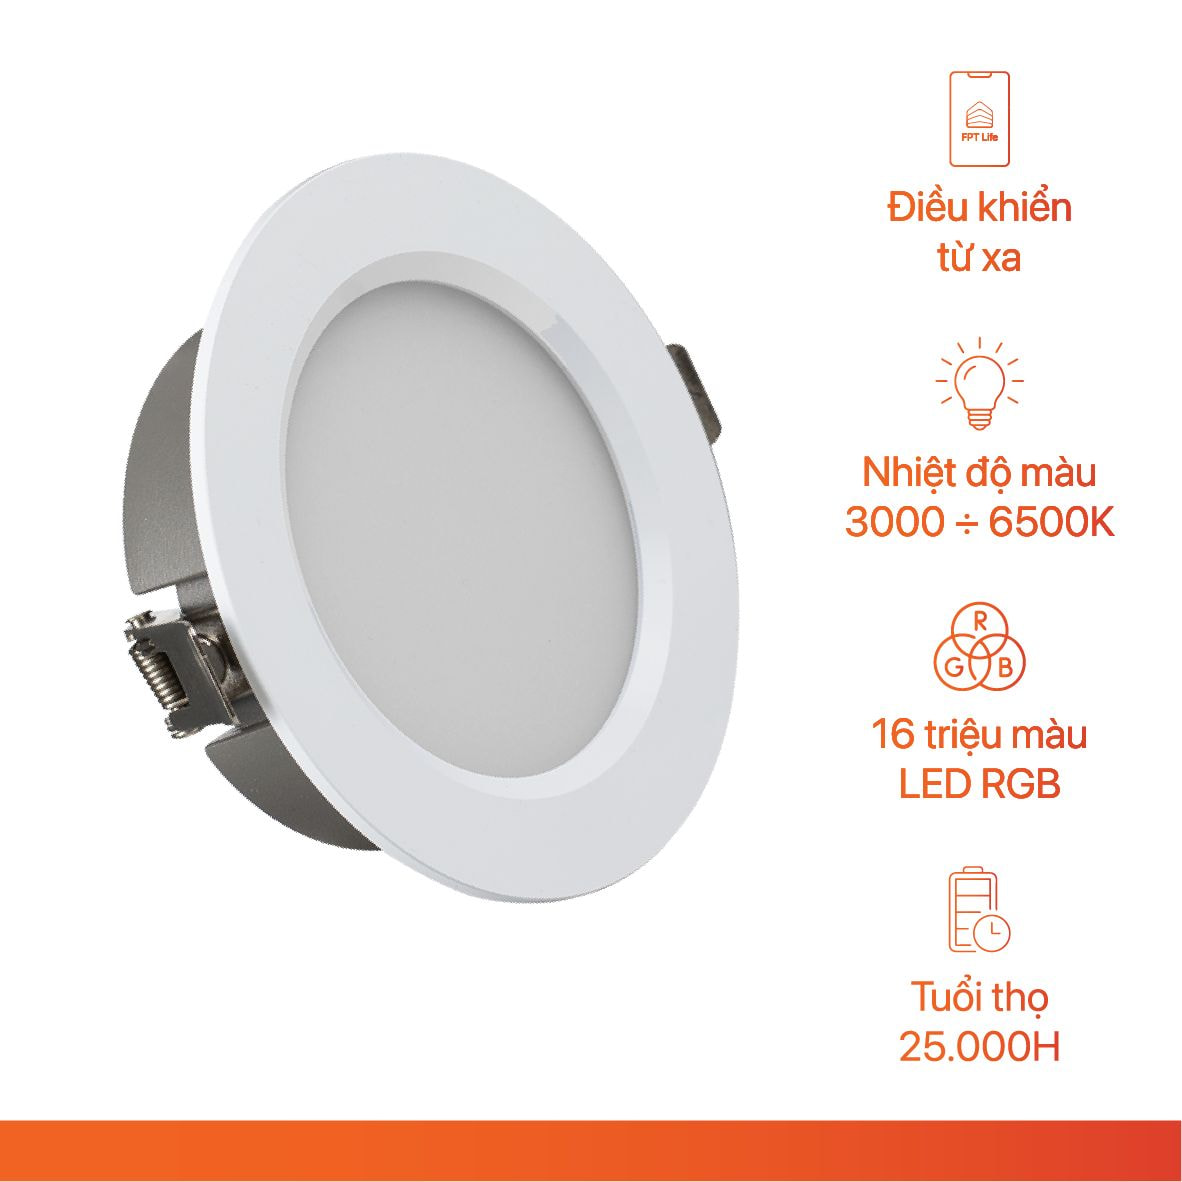 FPT Life
Điều khiển
từ xa
Nhiệt độ màu
3000 ÷ 6500K
R
G B
16 triệu màu
LED RGB
Tuổi thọ
25.000H